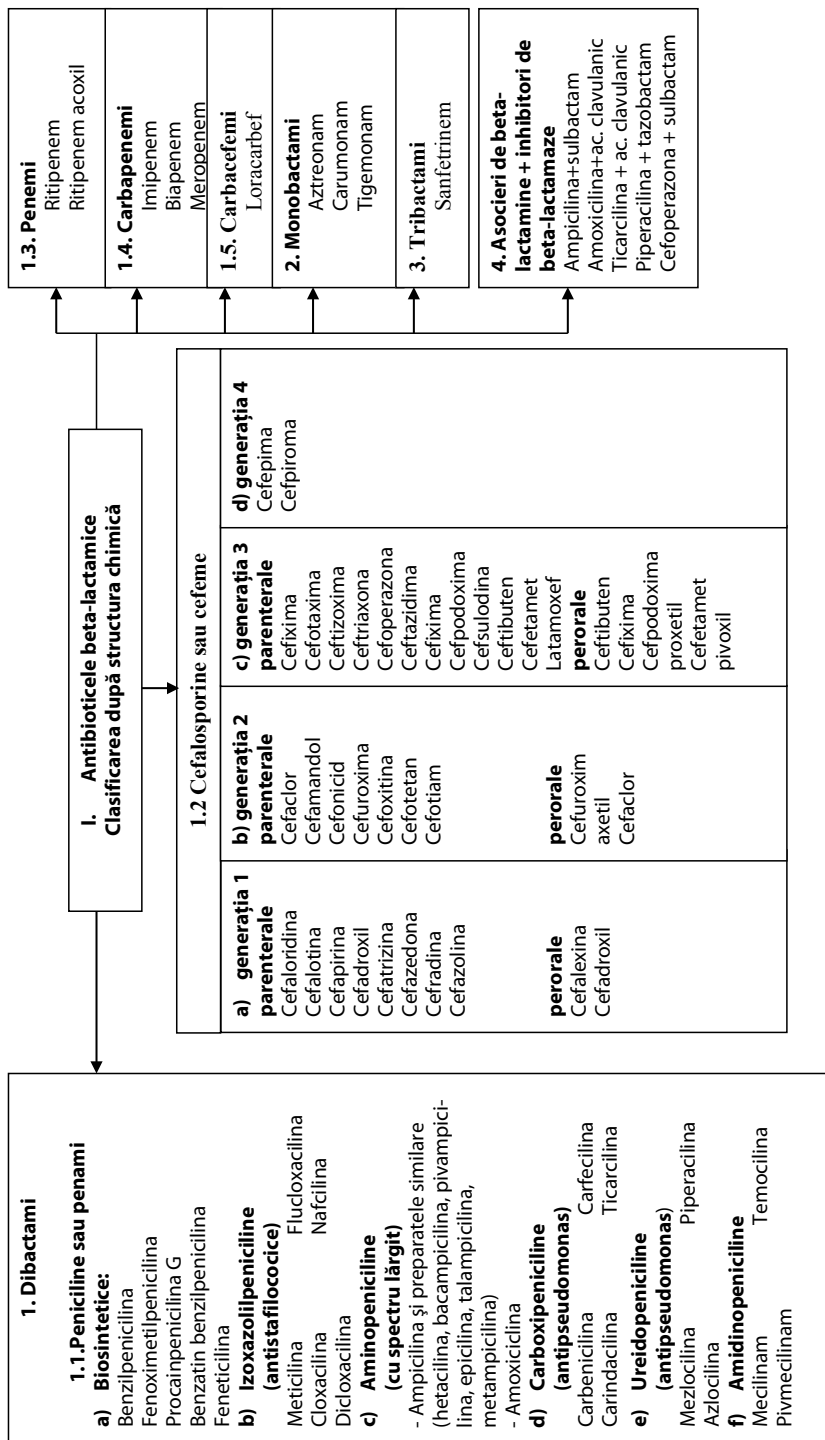 I. Antibioticele beta-lactamice
Clasificarea după structura chimică
1. Dibactami
1.1.Peniciline sau penami
a) Biosintetice:
Benzilpenicilina
Fenoximetilpenicilina
Procainpenicilina G
Benzatin benzilpenicilina
Feneticilina
b) Izoxazolilpeniciline
(antistafilococice)
Meticilina Flucloxacilina
Cloxacilina Nafcilina
Dicloxacilina
c) Aminopeniciline
(cu spectru lărgit)
- Ampicilina şi preparatele similare
(hetacilina, bacampicilina, pivampici-
lina, epicilina, talampicilina,
metampicilina)
- Amoxiciclina
d) Carboxipeniciline
(antipseudomonas)
Carbenicilina Carfecilina
Carindacilina Ticarcilina
e) Ureidopeniciline
(antipseudomonas)
Mezlocilina Piperacilina
Azlocilina
f) Amidinopeniciline
Mecilinam Temocilina
Pivmecilinam
1.2 Cefalosporine sau cefeme
a) generaţia 1
parenterale
Cefaloridina
Cefalotina
Cefapirina
Cefadroxil
Cefatrizina
Cefazedona
Cefradina
Cefazolina
perorale
Cefalexina
Cefadroxil
b) generaţia 2
parenterale
Cefaclor
Cefamandol
Cefonicid
Cefuroxima
Cefoxitina
Cefotetan
Cefotiam
perorale
Cefuroxim
axetil
Cefaclor
c) generaţia 3
parenterale
Cefixima
Cefotaxima
Ceftizoxima
Ceftriaxona
Cefoperazona
Ceftazidima
Cefixima
Cefpodoxima
Cefsulodina
Ceftibuten
Cefetamet
Latamoxef
perorale
Ceftibuten
Cefixima
Cefpodoxima
proxetil
Cefetamet
pivoxil
d) generaţia 4
Cefepima
Cefpiroma
1.3. Penemi
Ritipenem
Ritipenem acoxil
1.4. Carbapenemi
Imipenem
Biapenem
Meropenem
1.5. Carbacefemi
Loracarbef
2. Monobactami
Aztreonam
Carumonam
Tigemonam
3. Tribactami
Sanfetrinem
4. Asocieri de beta-
lactamine + inhibitori de
beta-lactamaze
Ampicilina+sulbactam
Amoxicilina+ac. clavulanic
Ticarcilina + ac. clavulanic
Piperacilina + tazobactam
Cefoperazona + sulbactam